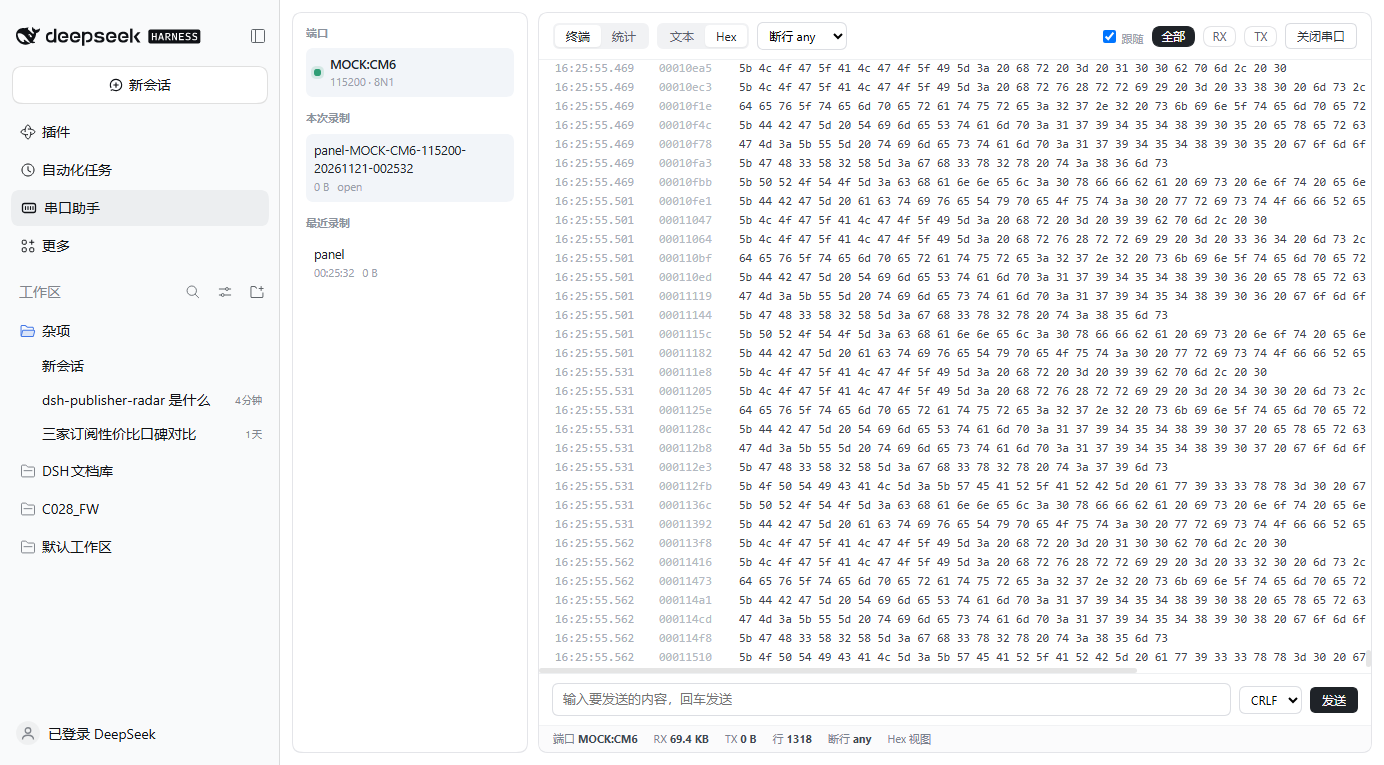 deepseek HARNESS
新会话
插件
自动化任务
串口助手
更多
工作区
杂项
新会话
dsh-publisher-radar 是什么 4分钟
三家订阅性价比口碑对比 1天
DSH 文档库
C028_FW
默认工作区
已登录 DeepSeek
端口
MOCK:CM6
115200 · 8N1
本次录制
panel-MOCK-CM6-115200-
20261121-002532
0 B open
最近录制
panel
00:25:32 0 B
终端 统计 文本 Hex 断行 any 跟随 全部 RX TX 关闭串口
16:25:55.469 00010ea5 5b 4c 4f 47 5f 41 4c 47 4f 5f 49 5d 3a 20 68 72 20 3d 20 31 30 30 62 70 6d 2c 20 30
16:25:55.469 00010ec3 5b 4c 4f 47 5f 41 4c 47 4f 5f 49 5d 3a 20 68 72 76 28 72 72 69 29 20 3d 20 33 38 30 20 6d 73 2c
16:25:55.469 00010f1e 64 65 76 5f 74 65 6d 70 65 72 61 74 75 72 65 3a 32 37 2e 32 20 73 6b 69 6e 5f 74 65 6d 70 65 72
16:25:55.469 00010f4c 5b 44 42 47 5d 20 54 69 6d 65 53 74 61 6d 70 3a 31 37 39 34 35 34 38 39 30 35 20 65 78 65 72 63
16:25:55.469 00010f78 47 4d 3a 5b 55 5d 20 74 69 6d 65 73 74 61 6d 70 3a 31 37 39 34 35 34 38 39 30 35 20 67 6f 6d 6f
16:25:55.469 00010fa3 5b 47 48 33 58 32 58 5d 3a 67 68 33 78 32 78 20 74 3a 38 36 6d 73
16:25:55.469 00010fbb 5b 50 52 4f 54 4f 5d 3a 63 68 61 6e 6e 65 6c 3a 30 78 66 66 62 61 20 69 73 20 6e 6f 74 20 65 6e
16:25:55.469 00010fe1 5b 44 42 47 5d 20 61 63 74 69 76 65 54 79 70 65 4f 75 74 3a 30 20 77 72 69 73 74 4f 66 66 52 65
16:25:55.501 00011047 5b 4c 4f 47 5f 41 4c 47 4f 5f 49 5d 3a 20 68 72 20 3d 20 39 39 62 70 6d 2c 20 30
16:25:55.501 00011064 5b 4c 4f 47 5f 41 4c 47 4f 5f 49 5d 3a 20 68 72 76 28 72 72 69 29 20 3d 20 33 36 34 20 6d 73 2c
16:25:55.501 000110bf 64 65 76 5f 74 65 6d 70 65 72 61 74 75 72 65 3a 32 37 2e 32 20 73 6b 69 6e 5f 74 65 6d 70 65 72
16:25:55.501 000110ed 5b 44 42 47 5d 20 54 69 6d 65 53 74 61 6d 70 3a 31 37 39 34 35 34 38 39 30 36 20 65 78 65 72 63
16:25:55.501 00011119 47 4d 3a 5b 55 5d 20 74 69 6d 65 73 74 61 6d 70 3a 31 37 39 34 35 34 38 39 30 36 20 67 6f 6d 6f
16:25:55.501 00011144 5b 47 48 33 58 32 58 5d 3a 67 68 33 78 32 78 20 74 3a 38 35 6d 73
16:25:55.501 0001115c 5b 50 52 4f 54 4f 5d 3a 63 68 61 6e 6e 65 6c 3a 30 78 66 66 62 61 20 69 73 20 6e 6f 74 20 65 6e
16:25:55.501 00011182 5b 44 42 47 5d 20 61 63 74 69 76 65 54 79 70 65 4f 75 74 3a 30 20 77 72 69 73 74 4f 66 66 52 65
16:25:55.531 000111e8 5b 4c 4f 47 5f 41 4c 47 4f 5f 49 5d 3a 20 68 72 20 3d 20 39 39 62 70 6d 2c 20 30
16:25:55.531 00011205 5b 4c 4f 47 5f 41 4c 47 4f 5f 49 5d 3a 20 68 72 76 28 72 72 69 29 20 3d 20 34 30 30 20 6d 73 2c
16:25:55.531 0001125e 64 65 76 5f 74 65 6d 70 65 72 61 74 75 72 65 3a 32 37 2e 32 20 73 6b 69 6e 5f 74 65 6d 70 65 72
16:25:55.531 0001128c 5b 44 42 47 5d 20 54 69 6d 65 53 74 61 6d 70 3a 31 37 39 34 35 34 38 39 30 37 20 65 78 65 72 63
16:25:55.531 000112b8 47 4d 3a 5b 55 5d 20 74 69 6d 65 73 74 61 6d 70 3a 31 37 39 34 35 34 38 39 30 37 20 67 6f 6d 6f
16:25:55.531 000112e3 5b 47 48 33 58 32 58 5d 3a 67 68 33 78 32 78 20 74 3a 37 39 6d 73
16:25:55.531 000112fb 5b 4f 50 54 49 43 41 4c 5d 3a 5b 57 45 41 52 5f 41 52 42 5d 20 61 77 39 33 33 78 78 3d 30 20 67
16:25:55.531 0001136c 5b 50 52 4f 54 4f 5d 3a 63 68 61 6e 6e 65 6c 3a 30 78 66 66 62 61 20 69 73 20 6e 6f 74 20 65 6e
16:25:55.531 00011392 5b 44 42 47 5d 20 61 63 74 69 76 65 54 79 70 65 4f 75 74 3a 30 20 77 72 69 73 74 4f 66 66 52 65
16:25:55.562 000113f8 5b 4c 4f 47 5f 41 4c 47 4f 5f 49 5d 3a 20 68 72 20 3d 20 31 30 30 62 70 6d 2c 20 30
16:25:55.562 00011416 5b 4c 4f 47 5f 41 4c 47 4f 5f 49 5d 3a 20 68 72 76 28 72 72 69 29 20 3d 20 33 32 30 20 6d 73 2c
16:25:55.562 00011473 64 65 76 5f 74 65 6d 70 65 72 61 74 75 72 65 3a 32 37 2e 32 20 73 6b 69 6e 5f 74 65 6d 70 65 72
16:25:55.562 000114a1 5b 44 42 47 5d 20 54 69 6d 65 53 74 61 6d 70 3a 31 37 39 34 35 34 38 39 30 38 20 65 78 65 72 63
16:25:55.562 000114cd 47 4d 3a 5b 55 5d 20 74 69 6d 65 73 74 61 6d 70 3a 31 37 39 34 35 34 38 39 30 38 20 67 6f 6d 6f
16:25:55.562 000114f8 5b 47 48 33 58 32 58 5d 3a 67 68 33 78 32 78 20 74 3a 38 35 6d 73
16:25:55.562 00011510 5b 4f 50 54 49 43 41 4c 5d 3a 5b 57 45 41 52 5f 41 52 42 5d 20 61 77 39 33 33 78 78 3d 30 20 67
输入要发送的内容，回车发送 CRLF 发送
端口 MOCK:CM6 RX 69.4 KB TX 0 B 行 1318 断行 any Hex 视图